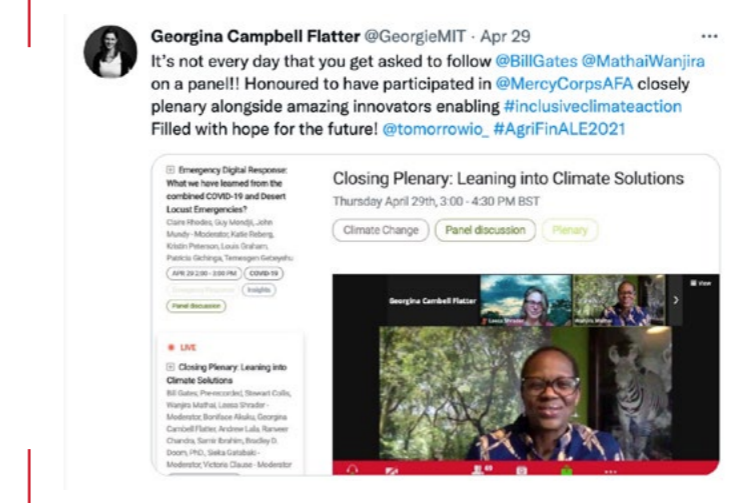 Georgina Campbell Flatter @GeorgieMIT · Apr 29
It's not every day that you get asked to follow @BillGates @MathaiWanjira
on a panel!! Honoured to have participated in @MercyCorpsAFA closely
plenary alongside amazing innovators enabling #inclusiveclimateaction
Filled with hope for the future! @tomorrowio_ #AgriFinALE2021
Emergency Digital Response:
What we have learned from the
combined COVID-19 and Desert
Locust Emergencies?
Claire Rhodes, Guy Mondji, John
Mundy - Moderator, Katie Reberg,
Kristin Peterson, Louis Graham,
Patricia Gichinga, Temesgen Gebeyehu
APR 29 2:00 - 3:00 PM COVID-19
Insights
Panel discussion
LIVE
Closing Plenary: Leaning into
Climate Solutions
Bill Gates, Pre-recorded, Stewart Collis,
Wanjira Mathai, Leesa Shrader -
Moderator, Boniface Akuku, Georgina
Cambell Flatter, Andrew Lala, Ranveer
Chandra, Samir Ibrahim, Bradley D.
Doom, PhD., Sieka Gatabaki -
Moderator, Victoria Clause - Moderator
Closing Plenary: Leaning into Climate Solutions
Thursday April 29th, 3:00 - 4:30 PM BST
Climate Change Panel discussion Plenary
View
Georgina Cambell Flatter
Leesa Shrader
Wanjira Mathai